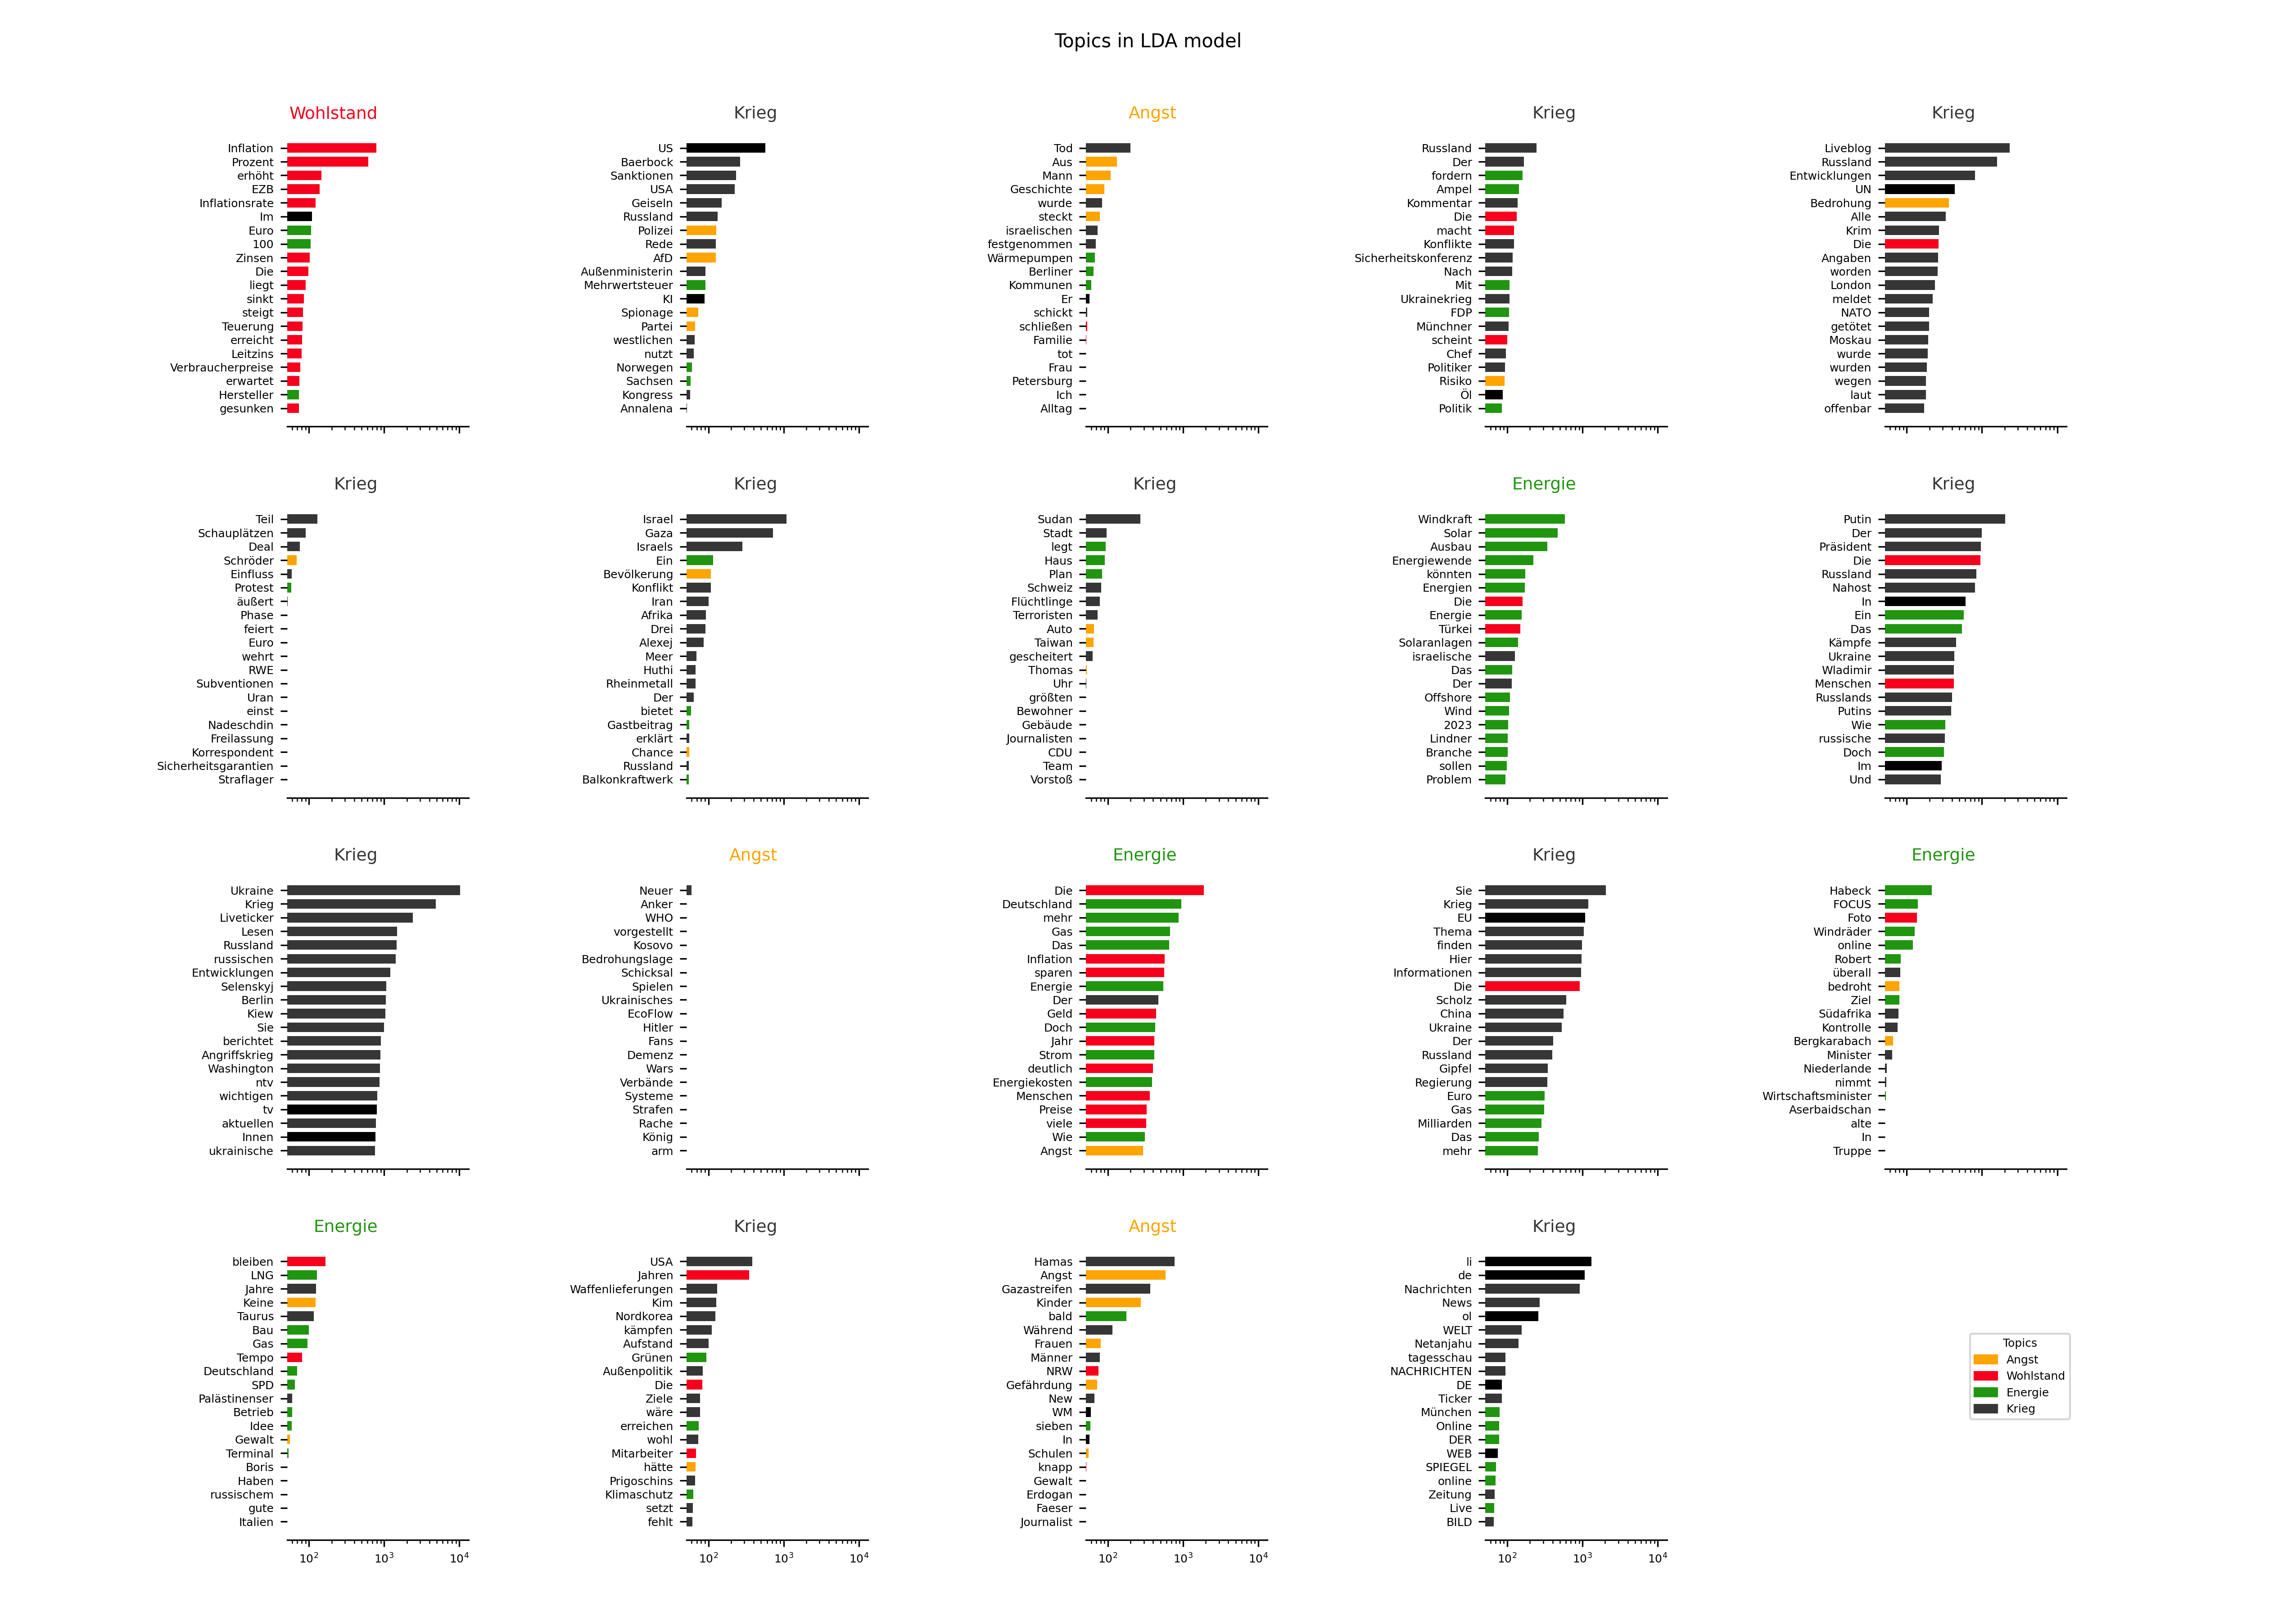 Topics in LDA model
Wohlstand
Inflation
Prozent
erhöht
EZB
Inflationsrate
Im
Euro
100
Zinsen
Die
liegt
sinkt
steigt
Teuerung
erreicht
Leitzins
Verbraucherpreise
erwartet
Hersteller
gesunken
Krieg
US
Baerbock
Sanktionen
USA
Geiseln
Russland
Polizei
Rede
AfD
Außenministerin
Mehrwertsteuer
KI
Spionage
Partei
westlichen
nutzt
Norwegen
Sachsen
Kongress
Annalena
Angst
Tod
Aus
Mann
Geschichte
wurde
steckt
israelischen
festgenommen
Wärmepumpen
Berliner
Kommunen
Er
schickt
schließen
Familie
tot
Frau
Petersburg
Ich
Alltag
Krieg
Russland
Der
fordern
Ampel
Kommentar
Die
macht
Konflikte
Sicherheitskonferenz
Nach
Mit
Ukrainekrieg
FDP
Münchner
scheint
Chef
Politiker
Risiko
Öl
Politik
Krieg
Liveblog
Russland
Entwicklungen
UN
Bedrohung
Alle
Krim
Die
Angaben
worden
London
meldet
NATO
getötet
Moskau
wurde
wurden
wegen
laut
offenbar
Krieg
Teil
Schauplätzen
Deal
Schröder
Einfluss
Protest
äußert
Phase
feiert
Euro
wehrt
RWE
Subventionen
Uran
einst
Nadeschdin
Freilassung
Korrespondent
Sicherheitsgarantien
Straflager
Krieg
Israel
Gaza
Israels
Ein
Bevölkerung
Konflikt
Iran
Afrika
Drei
Alexej
Meer
Huthi
Rheinmetall
Der
bietet
Gastbeitrag
erklärt
Chance
Russland
Balkonkraftwerk
Krieg
Sudan
Stadt
legt
Haus
Plan
Schweiz
Flüchtlinge
Terroristen
Auto
Taiwan
gescheitert
Thomas
Uhr
größten
Bewohner
Gebäude
Journalisten
CDU
Team
Vorstoß
Energie
Windkraft
Solar
Ausbau
Energiewende
könnten
Energien
Die
Energie
Türkei
Solaranlagen
israelische
Das
Der
Offshore
Wind
2023
Lindner
Branche
sollen
Problem
Krieg
Putin
Der
Präsident
Die
Russland
Nahost
In
Ein
Das
Kämpfe
Ukraine
Wladimir
Menschen
Russlands
Putins
Wie
russische
Doch
Im
Und
Krieg
Ukraine
Krieg
Liveticker
Lesen
Russland
russischen
Entwicklungen
Selenskyj
Berlin
Kiew
Sie
berichtet
Angriffskrieg
Washington
ntv
wichtigen
tv
aktuellen
Innen
ukrainische
Angst
Neuer
Anker
WHO
vorgestellt
Kosovo
Bedrohungslage
Schicksal
Spielen
Ukrainisches
EcoFlow
Hitler
Fans
Demenz
Wars
Verbände
Systeme
Strafen
Rache
König
arm
Energie
Die
Deutschland
mehr
Gas
Das
Inflation
sparen
Energie
Der
Geld
Doch
Jahr
Strom
deutlich
Energiekosten
Menschen
Preise
viele
Wie
Angst
Krieg
Sie
Krieg
EU
Thema
finden
Hier
Informationen
Die
Scholz
China
Ukraine
Der
Russland
Gipfel
Regierung
Euro
Gas
Milliarden
Das
mehr
Energie
Habeck
FOCUS
Foto
Windräder
online
Robert
überall
bedroht
Ziel
Südafrika
Kontrolle
Bergkarabach
Minister
Niederlande
nimmt
Wirtschaftsminister
Aserbaidschan
alte
In
Truppe
Energie
bleiben
LNG
Jahre
Keine
Taurus
Bau
Gas
Tempo
Deutschland
SPD
Palästinenser
Betrieb
Idee
Gewalt
Terminal
Boris
Haben
russischem
gute
Italien
10² 10³ 10⁴
Krieg
USA
Jahren
Waffenlieferungen
Kim
Nordkorea
kämpfen
Aufstand
Grünen
Außenpolitik
Die
Ziele
wäre
erreichen
wohl
Mitarbeiter
hätte
Prigoschins
Klimaschutz
setzt
fehlt
10² 10³ 10⁴
Angst
Hamas
Angst
Gazastreifen
Kinder
bald
Während
Frauen
Männer
NRW
Gefährdung
New
WM
sieben
In
Schulen
knapp
Gewalt
Erdogan
Faeser
Journalist
10² 10³ 10⁴
Krieg
li
de
Nachrichten
News
ol
WELT
Netanjahu
tagesschau
NACHRICHTEN
DE
Ticker
München
Online
DER
WEB
SPIEGEL
online
Zeitung
Live
BILD
10² 10³ 10⁴
Topics
Angst
Wohlstand
Energie
Krieg